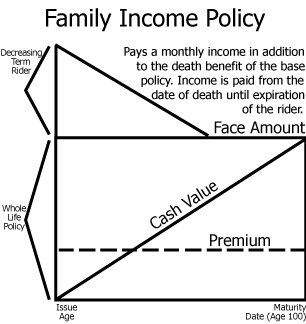 Family Income Policy
Decreasing
Term
Rider
Pays a monthly income in addition
to the death benefit of the base
policy. Income is paid from the
date of death until expiration
of the rider.
Face Amount
Whole
Life
Policy
Cash Value
Premium
Issue
Age
Maturity
Date (Age 100)